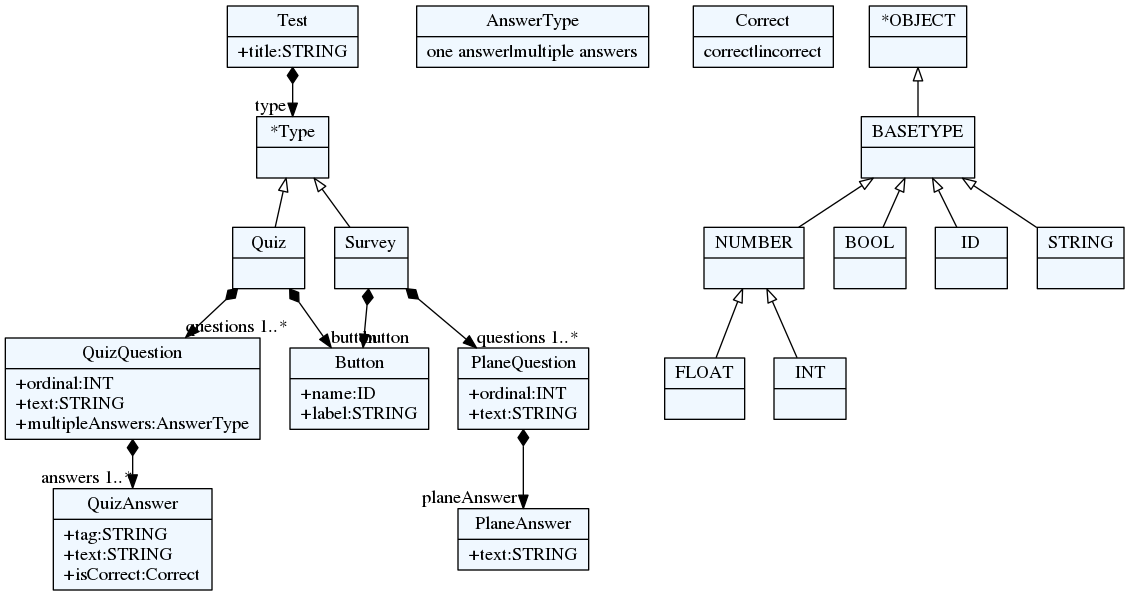 Test
+title:STRING
AnswerType
one answer|multiple answers
Correct
correct|incorrect
*OBJECT
type
*Type
BASETYPE
Quiz
Survey
NUMBER
BOOL
ID
STRING
questions 1..*
button
button
questions 1..*
QuizQuestion
+ordinal:INT
+text:STRING
+multipleAnswers:AnswerType
Button
+name:ID
+label:STRING
PlaneQuestion
+ordinal:INT
+text:STRING
FLOAT
INT
answers 1..*
planeAnswer
QuizAnswer
+tag:STRING
+text:STRING
+isCorrect:Correct
PlaneAnswer
+text:STRING